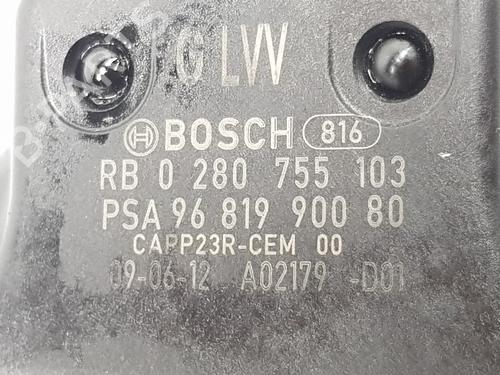 GLW
BOSCH 816
RB 0 280 755 103
PSA 96 819 900 80
CAPP23R-CEM 00
09-06-12 A02179 -D01